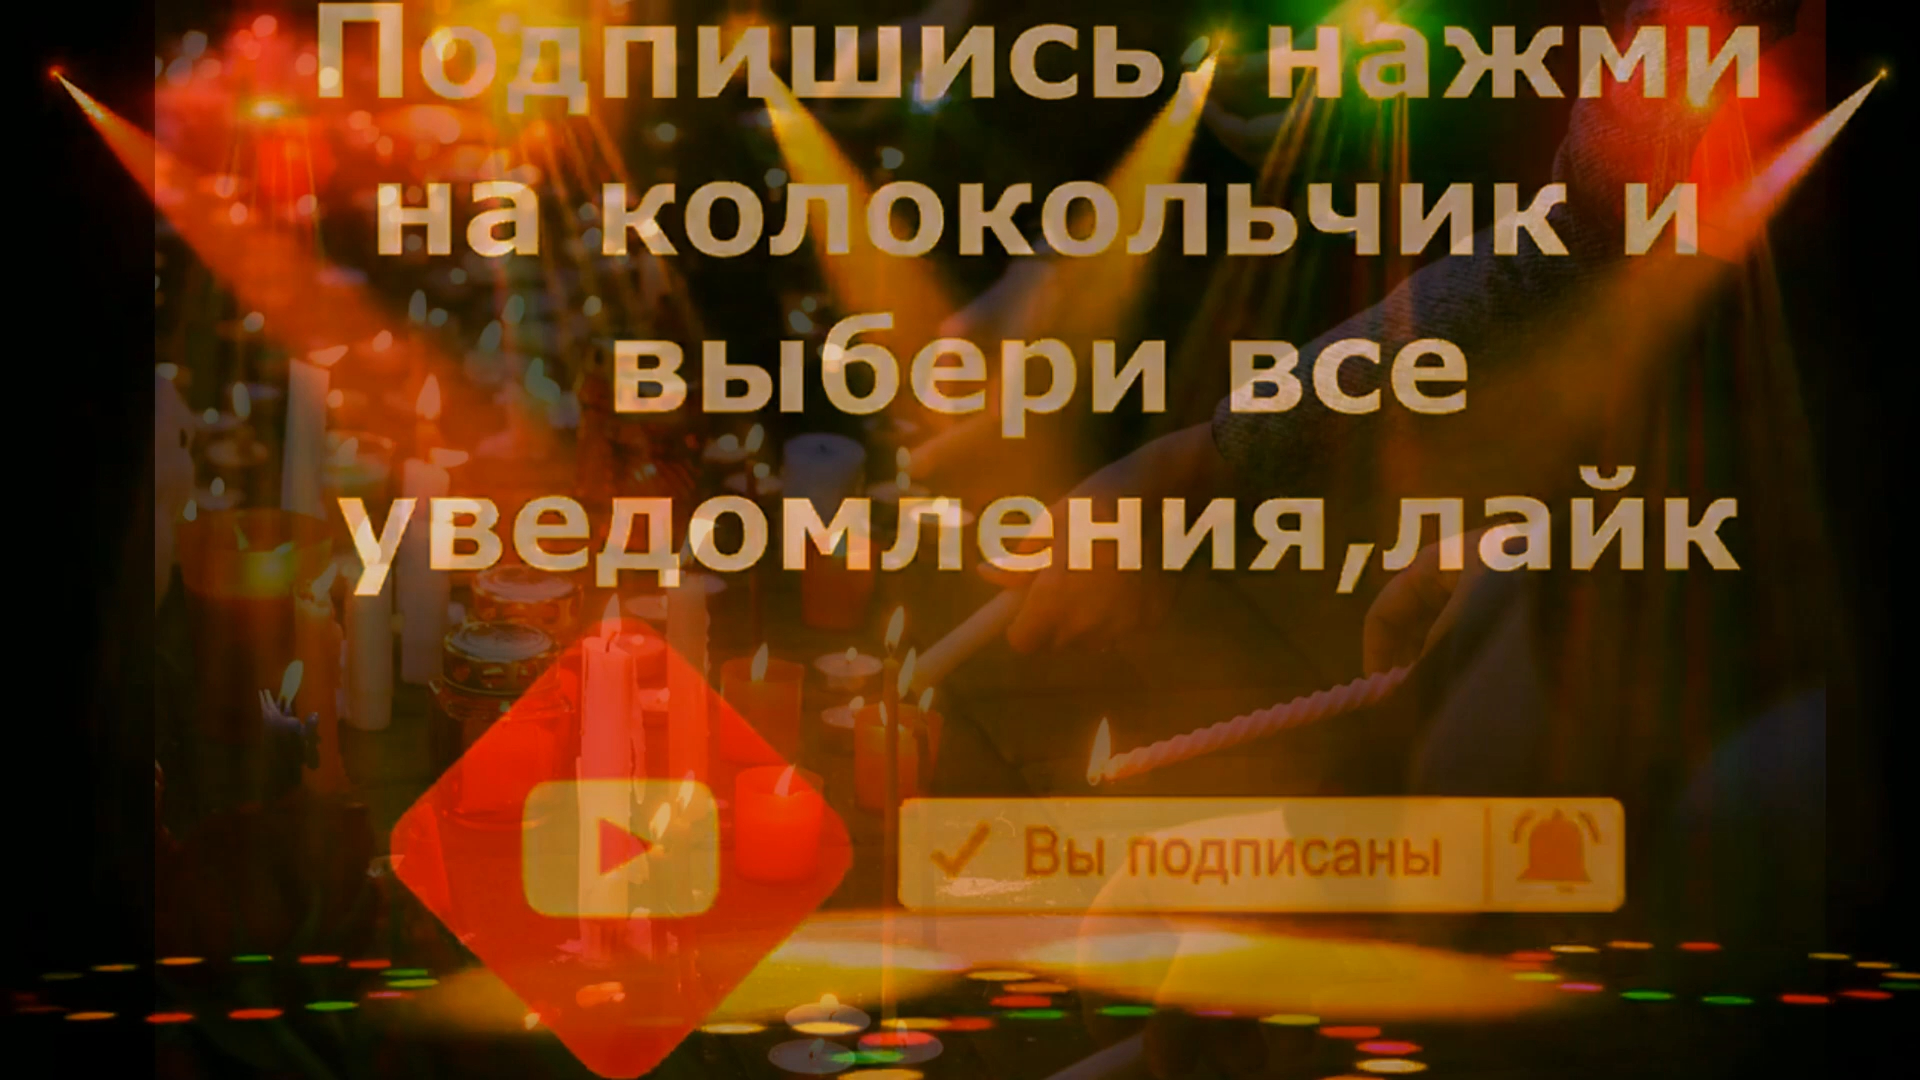 Подпишись, нажми
на колокольчик и
выбери все
уведомления,лайк
Вы подписаны